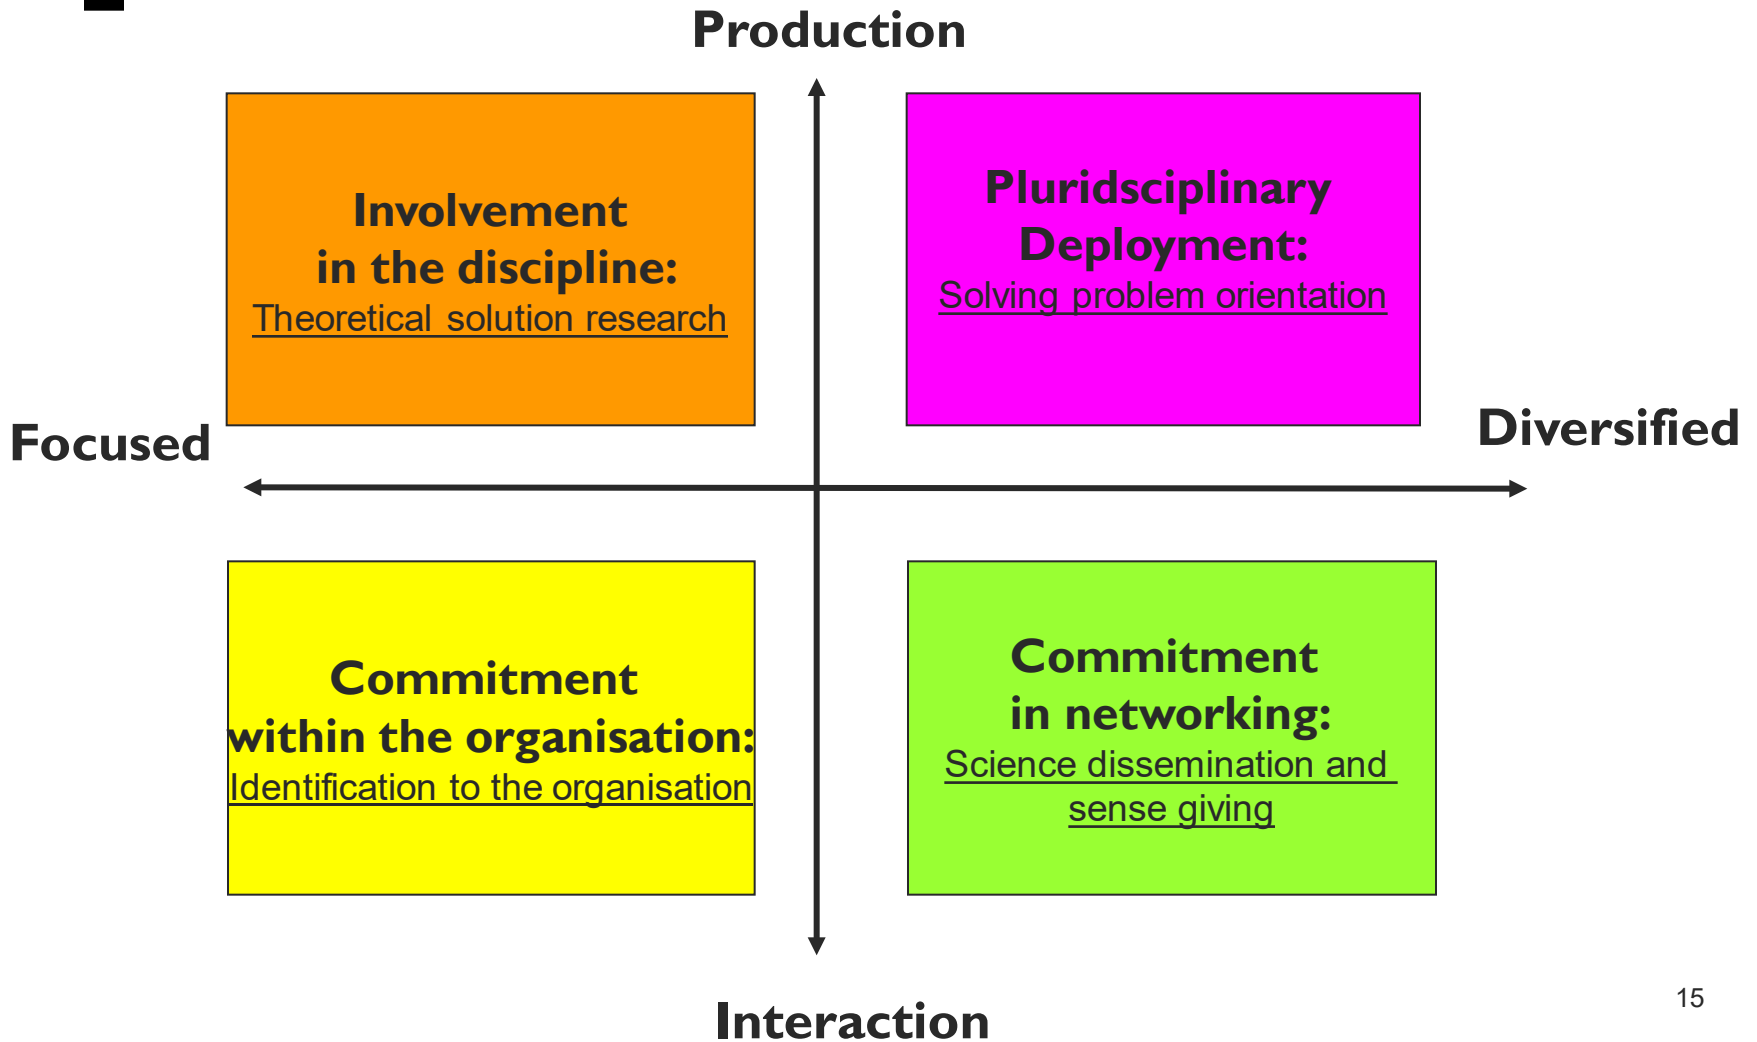 Production
Involvement
in the discipline:
Theoretical solution research
Pluridsciplinary
Deployment:
Solving problem orientation
Focused
Diversified
Commitment
within the organisation:
Identification to the organisation
Commitment
in networking:
Science dissemination and
sense giving
Interaction
15